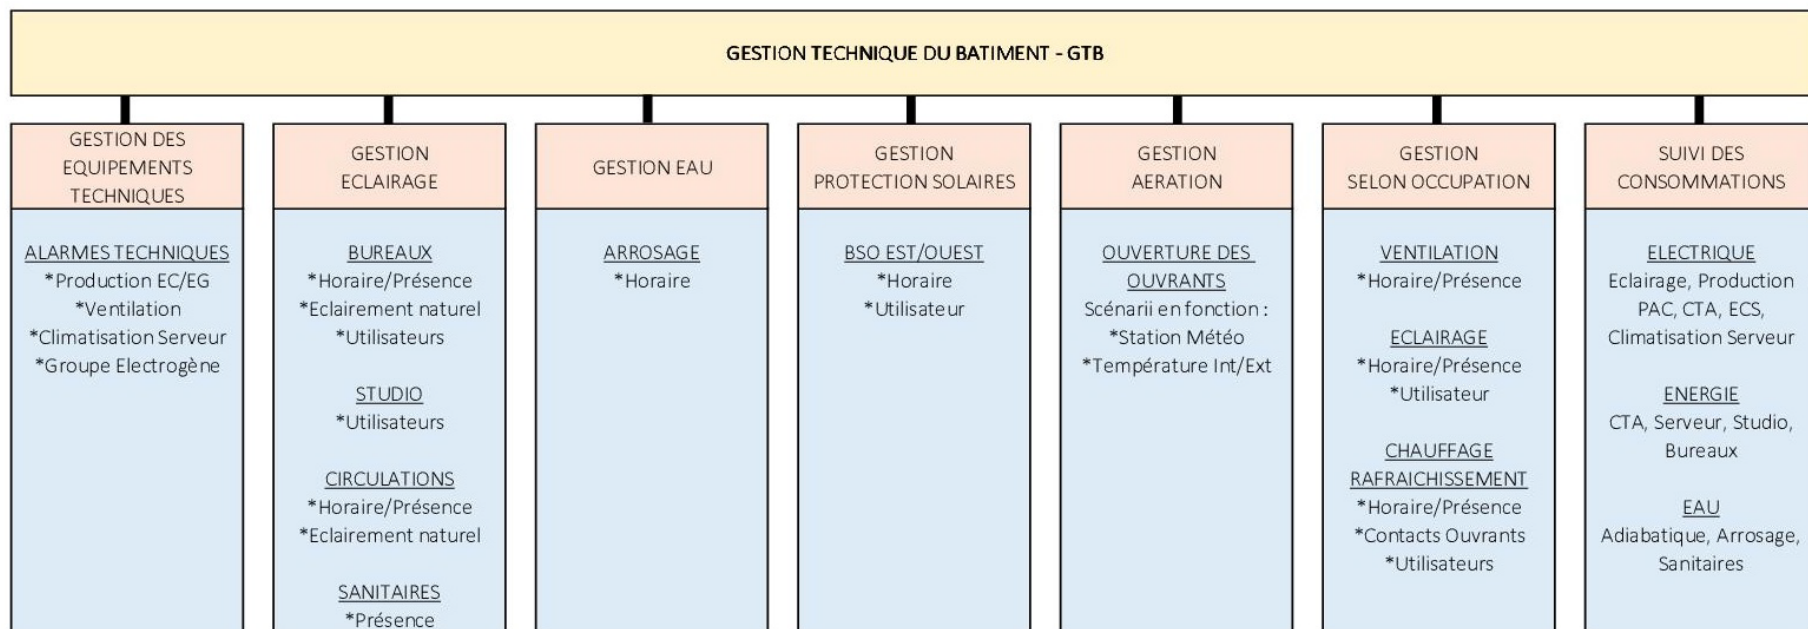 GESTION TECHNIQUE DU BATIMENT - GTB
GESTION DES
EQUIPEMENTS
TECHNIQUES
ALARMES TECHNIQUES
*Production EC/EG
*Ventilation
*Climatisation Serveur
*Groupe Electrogène
GESTION
ECLAIRAGE
BUREAUX
*Horaire/Présence
*Eclairement naturel
*Utilisateurs
STUDIO
*Utilisateurs
CIRCULATIONS
*Horaire/Présence
*Eclairement naturel
SANITAIRES
*Présence
GESTION EAU
ARROSAGE
*Horaire
GESTION
PROTECTION SOLAIRES
BSO EST/OUEST
*Horaire
*Utilisateur
GESTION
AERATION
OUVERTURE DES
OUVRANTS
Scénarii en fonction :
*Station Météo
*Température Int/Ext
GESTION
SELON OCCUPATION
VENTILATION
*Horaire/Présence
ECLAIRAGE
*Horaire/Présence
*Utilisateur
CHAUFFAGE
RAFRAICHISSEMENT
*Horaire/Présence
*Contacts Ouvrants
*Utilisateurs
SUIVI DES
CONSOMMATIONS
ELECTRIQUE
Eclairage, Production
PAC, CTA, ECS,
Climatisation Serveur
ENERGIE
CTA, Serveur, Studio,
Bureaux
EAU
Adiabatique, Arrosage,
Sanitaires